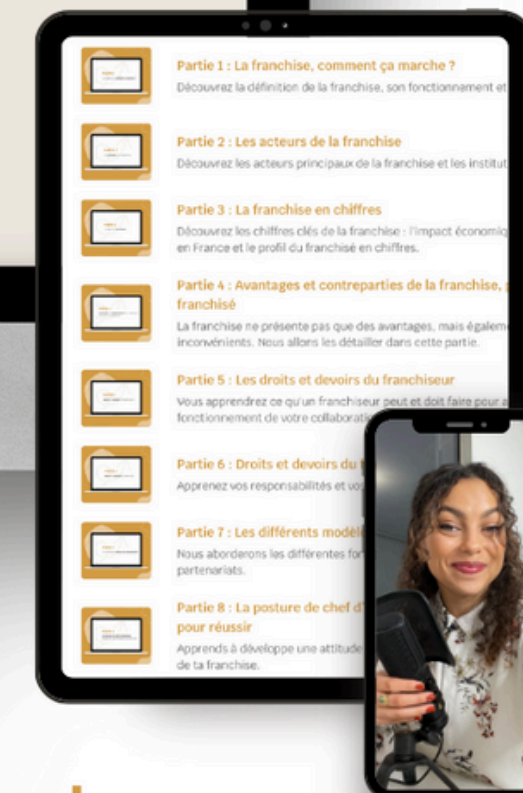 Partie 1 : La franchise, comment ça marche ?
Découvrez la définition de la franchise, son fonctionnement et
Partie 2 : Les acteurs de la franchise
Découvrez les acteurs principaux de la franchise et les institut
Partie 3 : La franchise en chiffres
Découvrez les chiffres clés de la franchise : l'impact économiq
en France et le profil du franchisé en chiffres.
Partie 4 : Avantages et contreparties de la franchise,
franchisé
La franchise ne présente pas que des avantages, mais égalem
inconvénients. Nous allons les détailler dans cette partie.
Partie 5 : Les droits et devoirs du franchiseur
Vous apprendrez ce qu'un franchiseur peut et doit faire pour a
fonctionnement de votre collaborati
Partie 6 : Droits et devoirs du
Apprenez vos responsabilités et vos
Partie 7 : Les différents modèl
Nous aborderons les différentes for
partenariats.
Partie 8 : La posture de chef d'
pour réussir
Apprends à développe une attitude
de ta franchise.